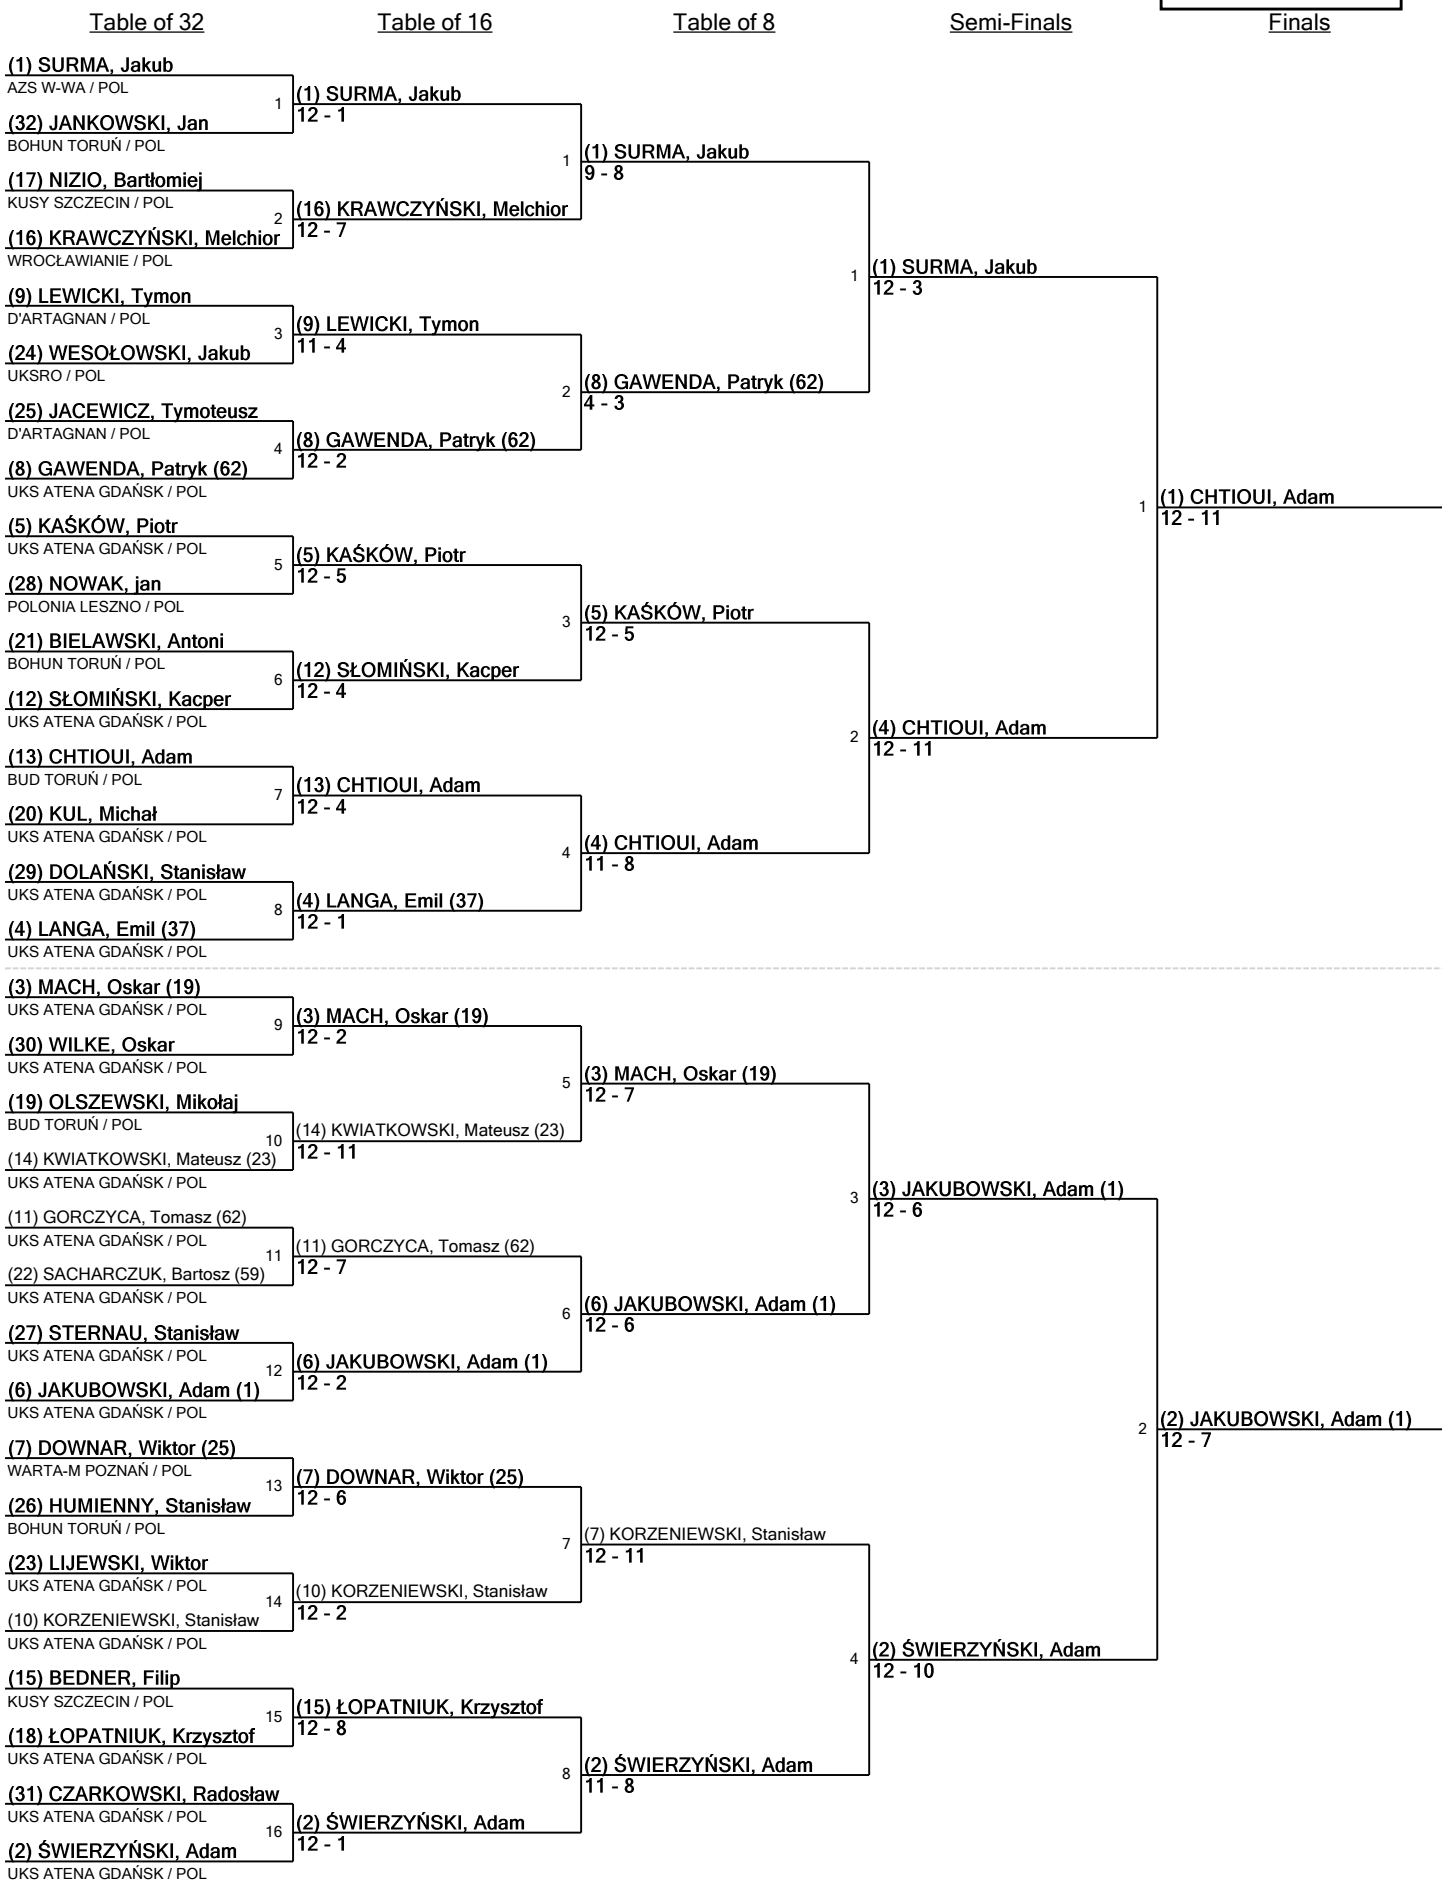 Table of 32
Table of 16
Table of 8
Semi-Finals
Finals
(1) SURMA, Jakub
AZS W-WA / POL
1
(32) JANKOWSKI, Jan
BOHUN TORUŃ / POL
(17) NIZIO, Bartłomiej
KUSY SZCZECIN / POL
2
(16) KRAWCZYŃSKI, Melchior
WROCŁAWIANIE / POL
(9) LEWICKI, Tymon
D'ARTAGNAN / POL
3
(24) WESOŁOWSKI, Jakub
UKSRO / POL
(25) JACEWICZ, Tymoteusz
D'ARTAGNAN / POL
4
(8) GAWENDA, Patryk (62)
UKS ATENA GDAŃSK / POL
(5) KAŚKÓW, Piotr
UKS ATENA GDAŃSK / POL
5
(28) NOWAK, jan
POLONIA LESZNO / POL
(21) BIELAWSKI, Antoni
BOHUN TORUŃ / POL
6
(12) SŁOMIŃSKI, Kacper
UKS ATENA GDAŃSK / POL
(13) CHTIOUI, Adam
BUD TORUŃ / POL
7
(20) KUL, Michał
UKS ATENA GDAŃSK / POL
(29) DOLAŃSKI, Stanisław
UKS ATENA GDAŃSK / POL
8
(4) LANGA, Emil (37)
UKS ATENA GDAŃSK / POL
(3) MACH, Oskar (19)
UKS ATENA GDAŃSK / POL
9
(30) WILKE, Oskar
UKS ATENA GDAŃSK / POL
(19) OLSZEWSKI, Mikołaj
BUD TORUŃ / POL
10
(14) KWIATKOWSKI, Mateusz (23)
UKS ATENA GDAŃSK / POL
(11) GORCZYCA, Tomasz (62)
UKS ATENA GDAŃSK / POL
11
(22) SACHARCZUK, Bartosz (59)
UKS ATENA GDAŃSK / POL
(27) STERNAU, Stanisław
UKS ATENA GDAŃSK / POL
12
(6) JAKUBOWSKI, Adam (1)
UKS ATENA GDAŃSK / POL
(7) DOWNAR, Wiktor (25)
WARTA-M POZNAŃ / POL
13
(26) HUMIENNY, Stanisław
BOHUN TORUŃ / POL
(23) LIJEWSKI, Wiktor
UKS ATENA GDAŃSK / POL
14
(10) KORZENIEWSKI, Stanisław
UKS ATENA GDAŃSK / POL
(15) BEDNER, Filip
KUSY SZCZECIN / POL
15
(18) ŁOPATNIUK, Krzysztof
UKS ATENA GDAŃSK / POL
(31) CZARKOWSKI, Radosław
UKS ATENA GDAŃSK / POL
16
(2) ŚWIERZYŃSKI, Adam
UKS ATENA GDAŃSK / POL
(1) SURMA, Jakub
12 - 1
1
(16) KRAWCZYŃSKI, Melchior
12 - 7
(9) LEWICKI, Tymon
11 - 4
2
(8) GAWENDA, Patryk (62)
12 - 2
(5) KAŚKÓW, Piotr
12 - 5
3
(12) SŁOMIŃSKI, Kacper
12 - 4
(13) CHTIOUI, Adam
12 - 4
4
(4) LANGA, Emil (37)
12 - 1
(3) MACH, Oskar (19)
12 - 2
5
(14) KWIATKOWSKI, Mateusz (23)
12 - 11
(11) GORCZYCA, Tomasz (62)
12 - 7
6
(6) JAKUBOWSKI, Adam (1)
12 - 2
(7) DOWNAR, Wiktor (25)
12 - 6
7
(10) KORZENIEWSKI, Stanisław
12 - 2
(15) ŁOPATNIUK, Krzysztof
12 - 8
8
(2) ŚWIERZYŃSKI, Adam
12 - 1
(1) SURMA, Jakub
9 - 8
1
(8) GAWENDA, Patryk (62)
4 - 3
(5) KAŚKÓW, Piotr
12 - 5
2
(4) CHTIOUI, Adam
11 - 8
(3) MACH, Oskar (19)
12 - 7
3
(6) JAKUBOWSKI, Adam (1)
12 - 6
(7) KORZENIEWSKI, Stanisław
12 - 11
4
(2) ŚWIERZYŃSKI, Adam
11 - 8
(1) SURMA, Jakub
12 - 3
1
(4) CHTIOUI, Adam
12 - 11
(3) JAKUBOWSKI, Adam (1)
12 - 6
2
(2) ŚWIERZYŃSKI, Adam
12 - 10
(1) CHTIOUI, Adam
12 - 11
(2) JAKUBOWSKI, Adam (1)
12 - 7